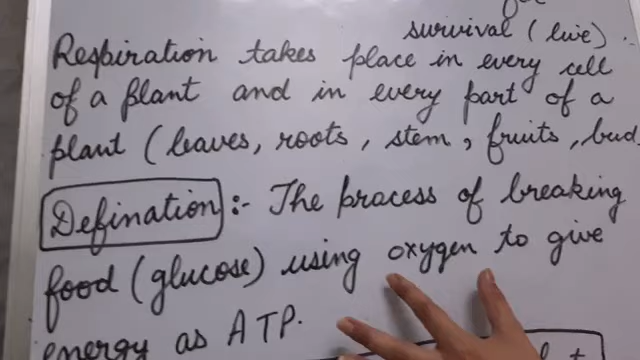 survival (live).
Respiration takes place in every cell
of a plant and in every part of a
plant (leaves, roots, stem, fruits, bud
Defination :- The process of breaking
food (glucose) using oxygen to give
energy as ATP.